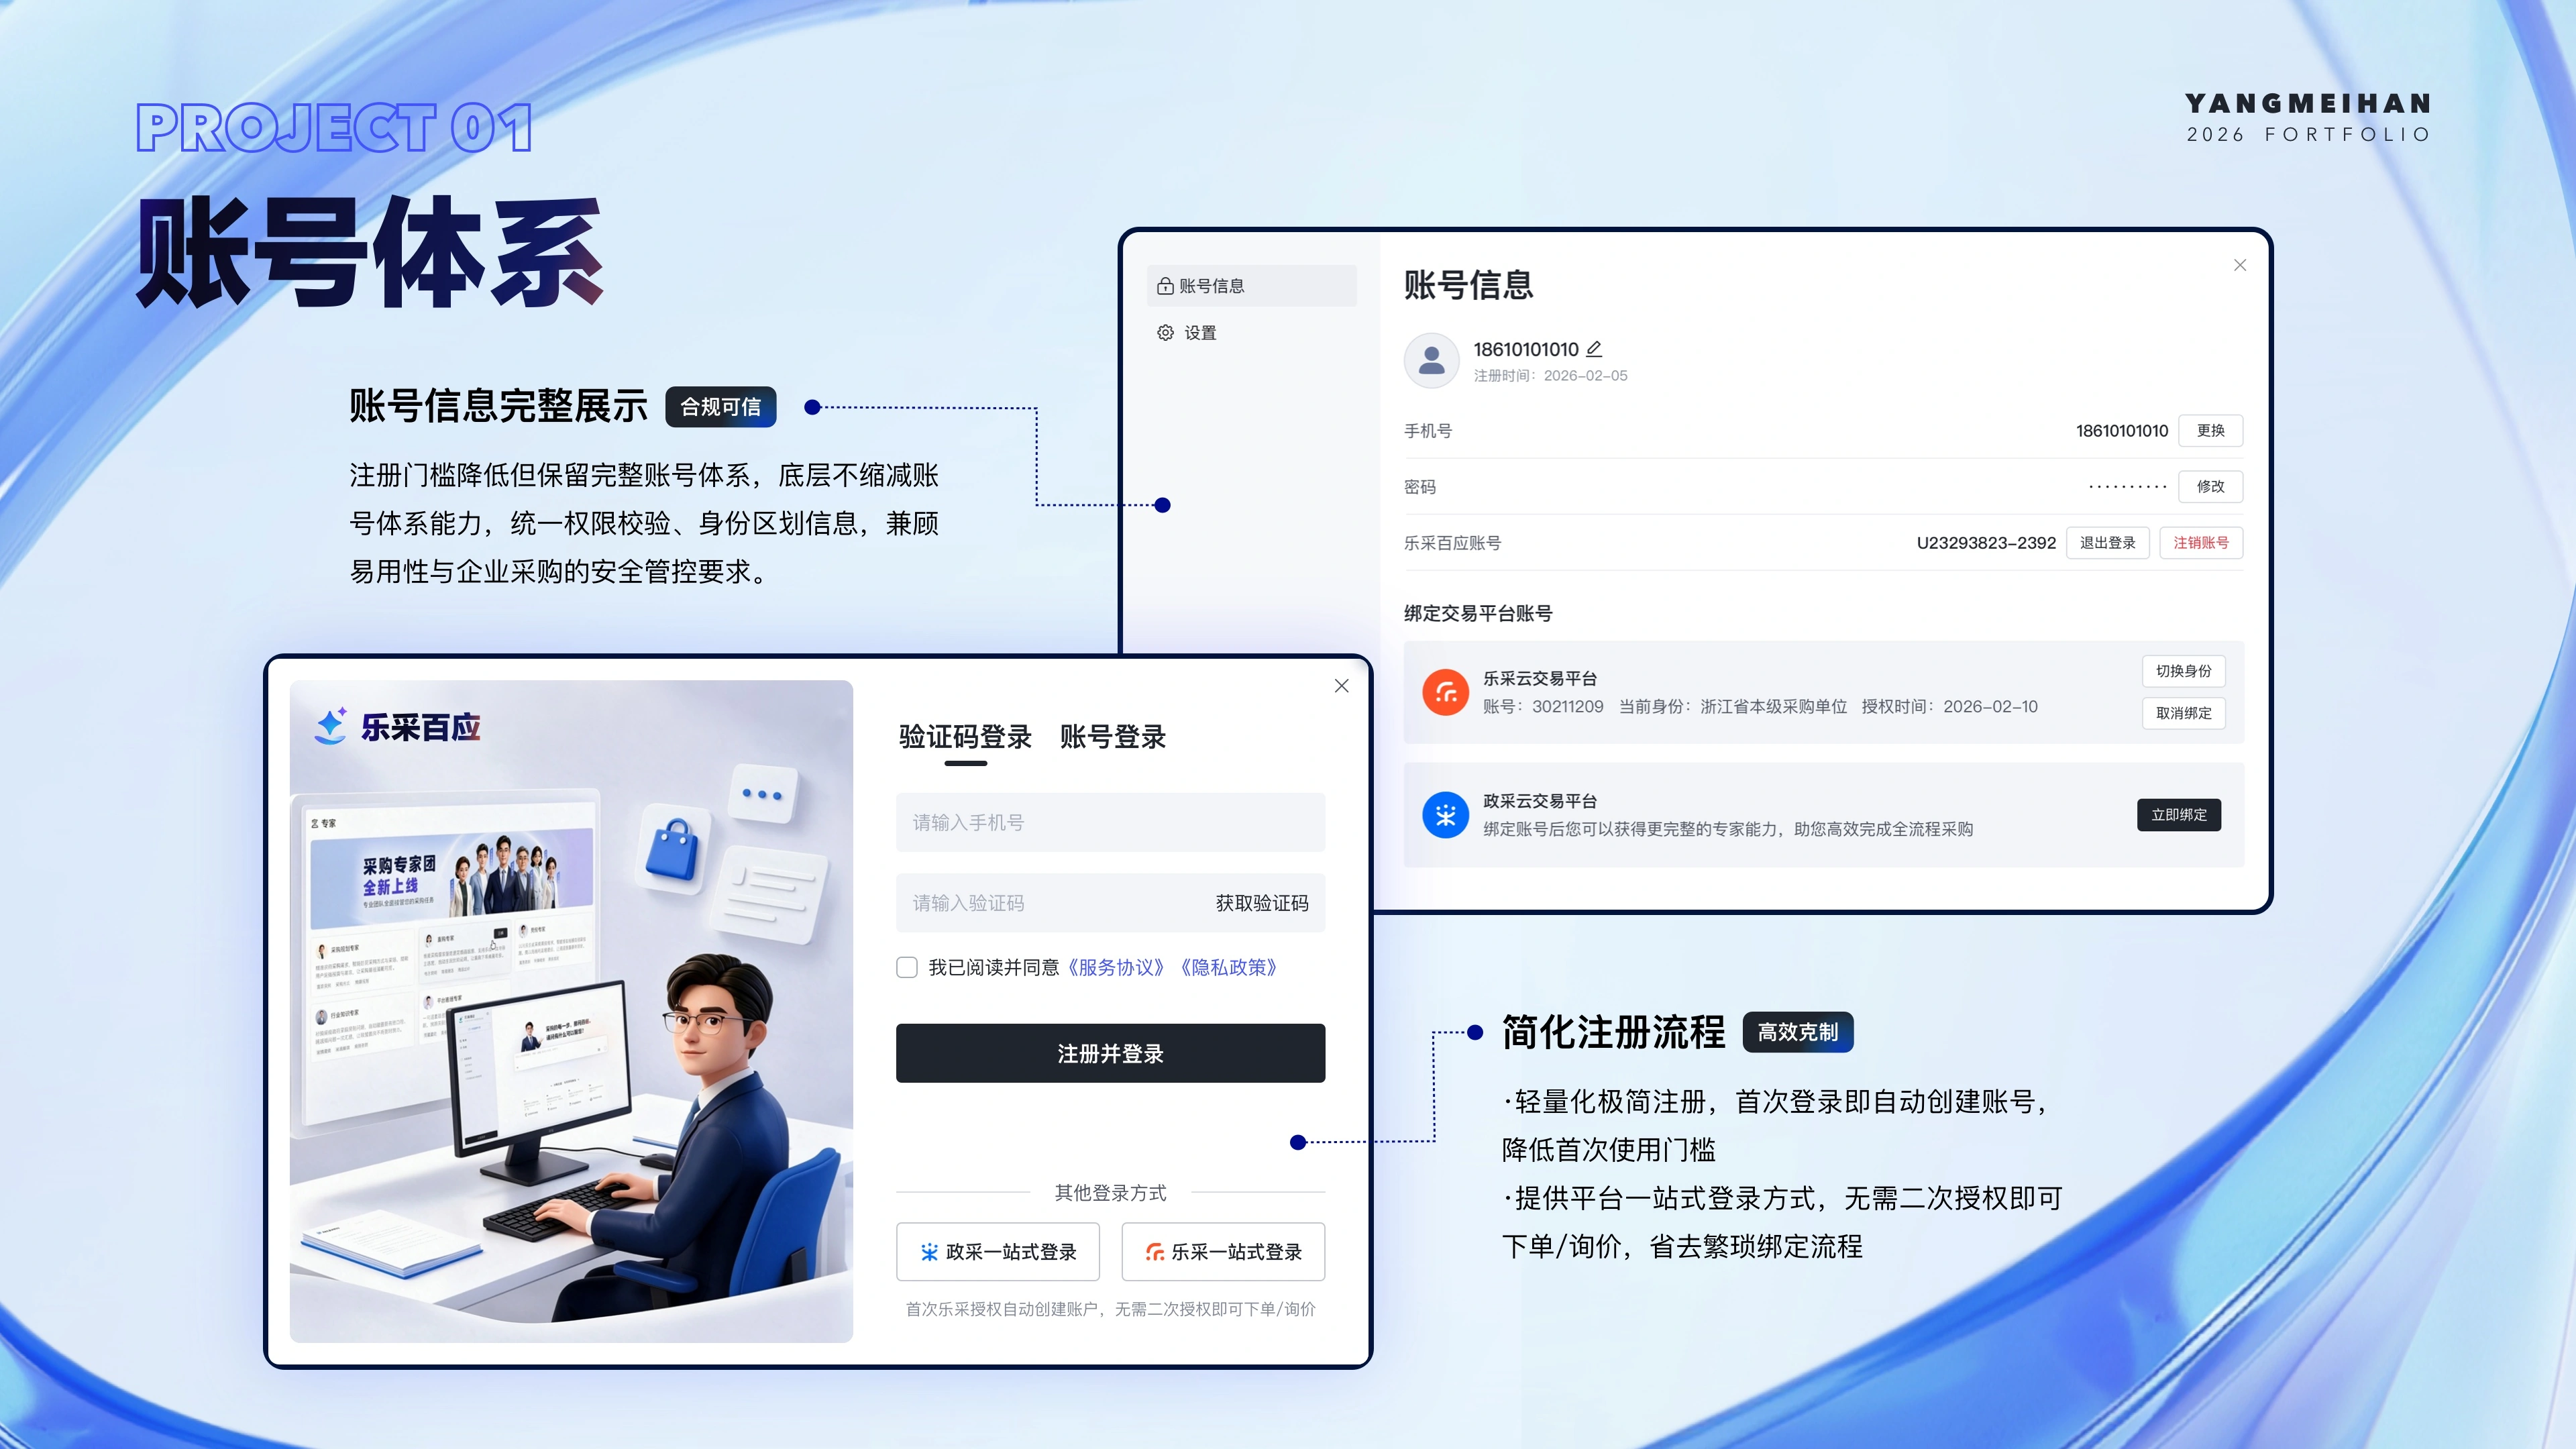 PROJECT 01
YANGMEIHAN
2026 FORTFOLIO
账号体系
账号信息完整展示 合规可信
注册门槛降低但保留完整账号体系，底层不缩减账
号体系能力，统一权限校验、身份区划信息，兼顾
易用性与企业采购的安全管控要求。
账号信息
设置
账号信息
18610101010
注册时间：2026-02-05
手机号 18610101010 更换
密码 ·········· 修改
乐采百应账号 U23293823-2392 退出登录 注销账号
绑定交易平台账号
乐采云交易平台
账号：30211209 当前身份：浙江省本级采购单位 授权时间：2026-02-10
切换身份
取消绑定
政采云交易平台
绑定账号后您可以获得更完整的专家能力，助您高效完成全流程采购
立即绑定
乐采百应
专家
采购专家团
全新上线
验证码登录 账号登录
请输入手机号
请输入验证码 获取验证码
我已阅读并同意《服务协议》《隐私政策》
注册并登录
其他登录方式
政采一站式登录 乐采一站式登录
首次乐采授权自动创建账户，无需二次授权即可下单/询价
简化注册流程 高效克制
·轻量化极简注册，首次登录即自动创建账号，
降低首次使用门槛
·提供平台一站式登录方式，无需二次授权即可
下单/询价，省去繁琐绑定流程